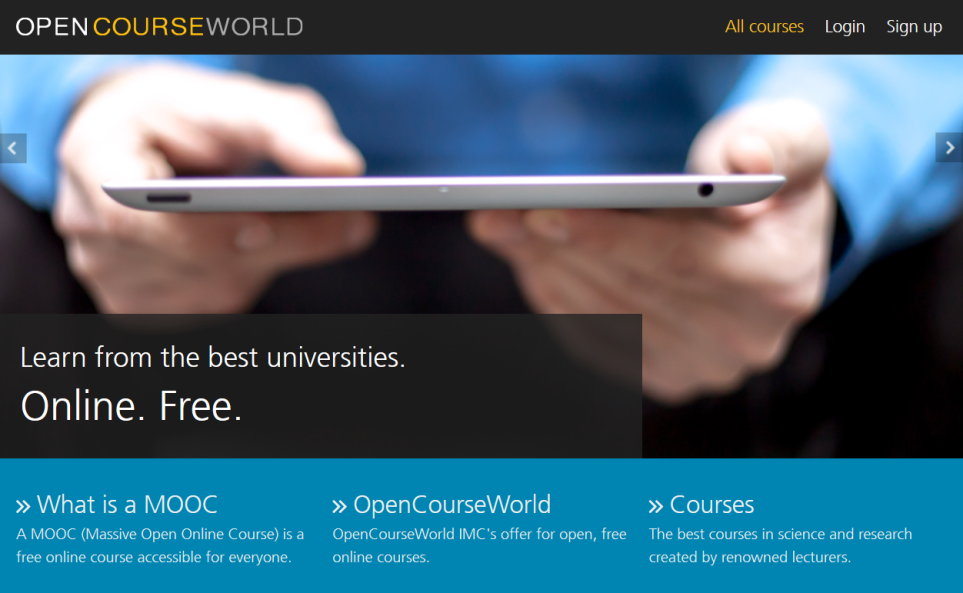 OPENCOURSEWORLD
All courses Login Sign up
Learn from the best universities.
Online. Free.
» What is a MOOC
A MOOC (Massive Open Online Course) is a
free online course accessible for everyone.
» OpenCourseWorld
OpenCourseWorld IMC's offer for open, free
online courses.
» Courses
The best courses in science and research
created by renowned lecturers.